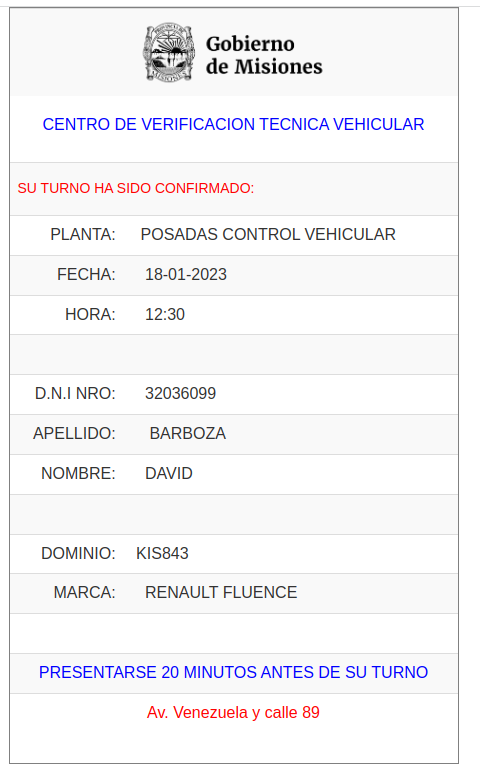 Gobierno
de Misiones
CENTRO DE VERIFICACION TECNICA VEHICULAR
SU TURNO HA SIDO CONFIRMADO:
PLANTA: POSADAS CONTROL VEHICULAR
FECHA: 18-01-2023
HORA: 12:30
D.N.I NRO: 32036099
APELLIDO: BARBOZA
NOMBRE: DAVID
DOMINIO: KIS843
MARCA: RENAULT FLUENCE
PRESENTARSE 20 MINUTOS ANTES DE SU TURNO
Av. Venezuela y calle 89